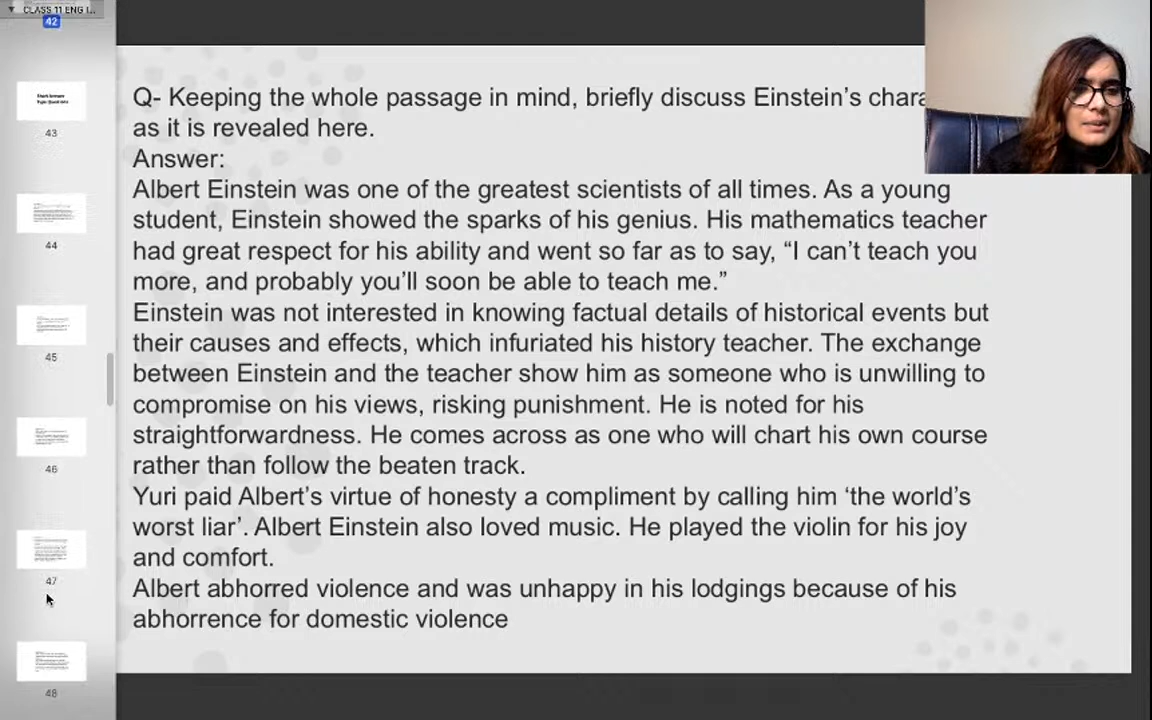 CLASS 11 ENG I...
42
Short Answer
Type Questions
43
44
45
46
47
48
Q- Keeping the whole passage in mind, briefly discuss Einstein's chara
as it is revealed here.
Answer:
Albert Einstein was one of the greatest scientists of all times. As a young
student, Einstein showed the sparks of his genius. His mathematics teacher
had great respect for his ability and went so far as to say, “I can’t teach you
more, and probably you’ll soon be able to teach me.”
Einstein was not interested in knowing factual details of historical events but
their causes and effects, which infuriated his history teacher. The exchange
between Einstein and the teacher show him as someone who is unwilling to
compromise on his views, risking punishment. He is noted for his
straightforwardness. He comes across as one who will chart his own course
rather than follow the beaten track.
Yuri paid Albert’s virtue of honesty a compliment by calling him ‘the world’s
worst liar’. Albert Einstein also loved music. He played the violin for his joy
and comfort.
Albert abhorred violence and was unhappy in his lodgings because of his
abhorrence for domestic violence